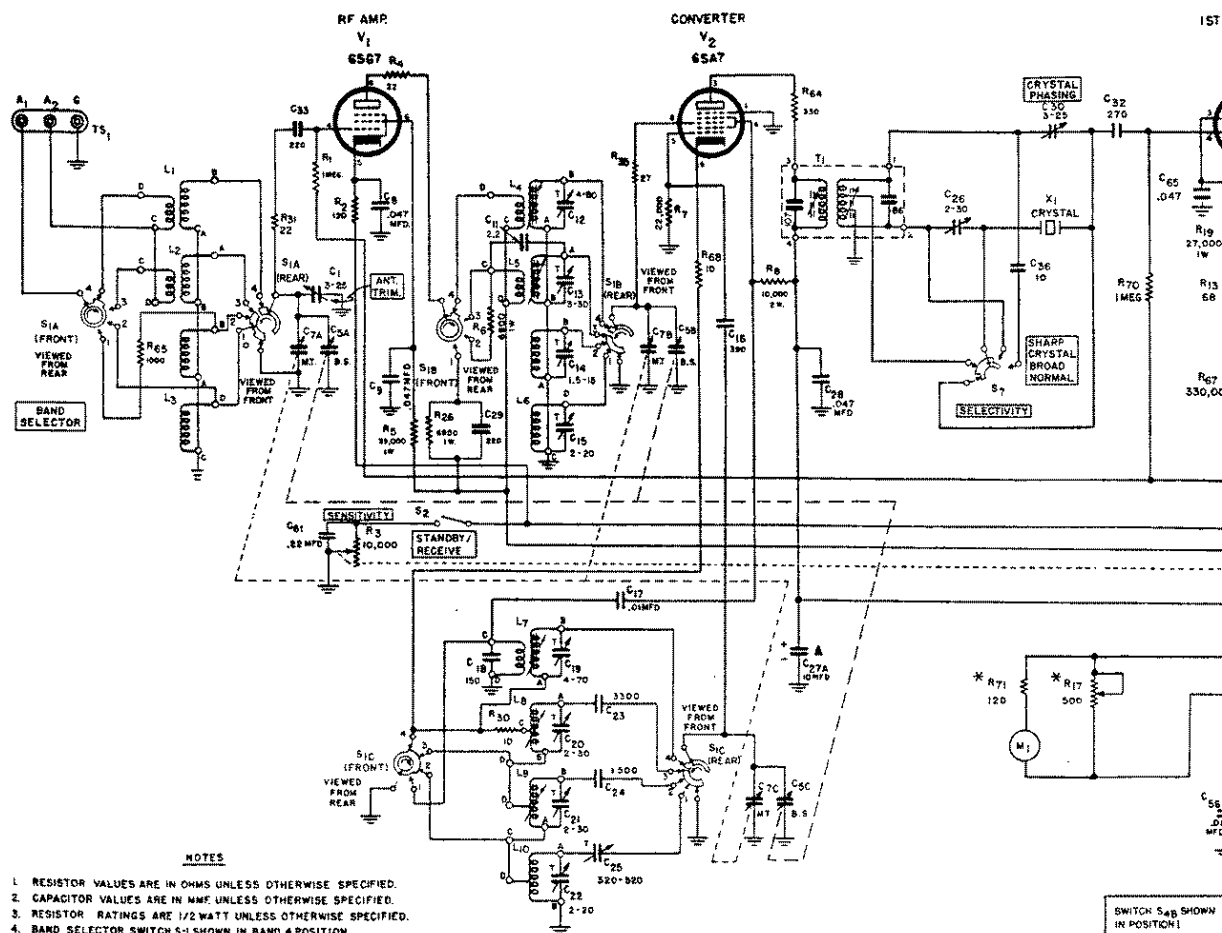 RF AMP.
V1
6SG7
CONVERTER
V2
6SA7
1ST
A1 A2 G
TS1
R4
22
C33
220
R1
1MEG.
R2
C8
.047
MFD.
R31
22
S1A
(REAR)
C1
3-25
ANT.
TRIM.
C7A
M.T.
C5A
B.S.
L1
L2
L3
S1A
(FRONT)
VIEWED
FROM
REAR
R65
1000
VIEWED
FROM
FRONT
BAND
SELECTOR
C9
.047MFD
R5
1W
S1B
(FRONT)
VIEWED
FROM
REAR
R26
6800
1W.
C29
220
L4
4-80
C12
C11
2.2
L5
C13
3-30
R6
6800
1W
C14
1.5-15
L6
C15
2-20
S1B
(REAR)
VIEWED
FROM
FRONT
C7B
M.T.
C5B
B.S.
27
22,000
R7
R68
10
C16
390
R8
10,000
2W.
R64
330
T1
C28
.047
MFD
CRYSTAL
PHASING
C30
3-25
C32
270
C26
2-30
X1
CRYSTAL
C36
10
R70
1MEG
C65
.047
R19
27,000
1W
R13
68
R67
330,00
SHARP
CRYSTAL
BROAD
NORMAL
S7
SELECTIVITY
SENSITIVITY
C61
.22MFD
R3
10,000
S2
STANDBY/
RECEIVE
C17
.01MFD
L7
C18
150
C19
4-70
L8
R30
10
C20
2-30
3300
C23
L9
C21
2-30
1500
C24
L10
C22
2-20
C25
320-520
S1C
(FRONT)
VIEWED
FROM
REAR
VIEWED
FROM
FRONT
S1C
(REAR)
C7C
M.T.
C5C
B.S.
A
C27A
10MFD
* R71
120
* R17
500
M1
C56
MFD
NOTES
1. RESISTOR VALUES ARE IN OHMS UNLESS OTHERWISE SPECIFIED.
2. CAPACITOR VALUES ARE IN MMF. UNLESS OTHERWISE SPECIFIED.
3. RESISTOR RATINGS ARE 1/2 WATT UNLESS OTHERWISE SPECIFIED.
4. BAND SELECTOR SWITCH S-1 SHOWN IN BAND 4 POSITION
SWITCH S4B SHOWN
IN POSITION 1